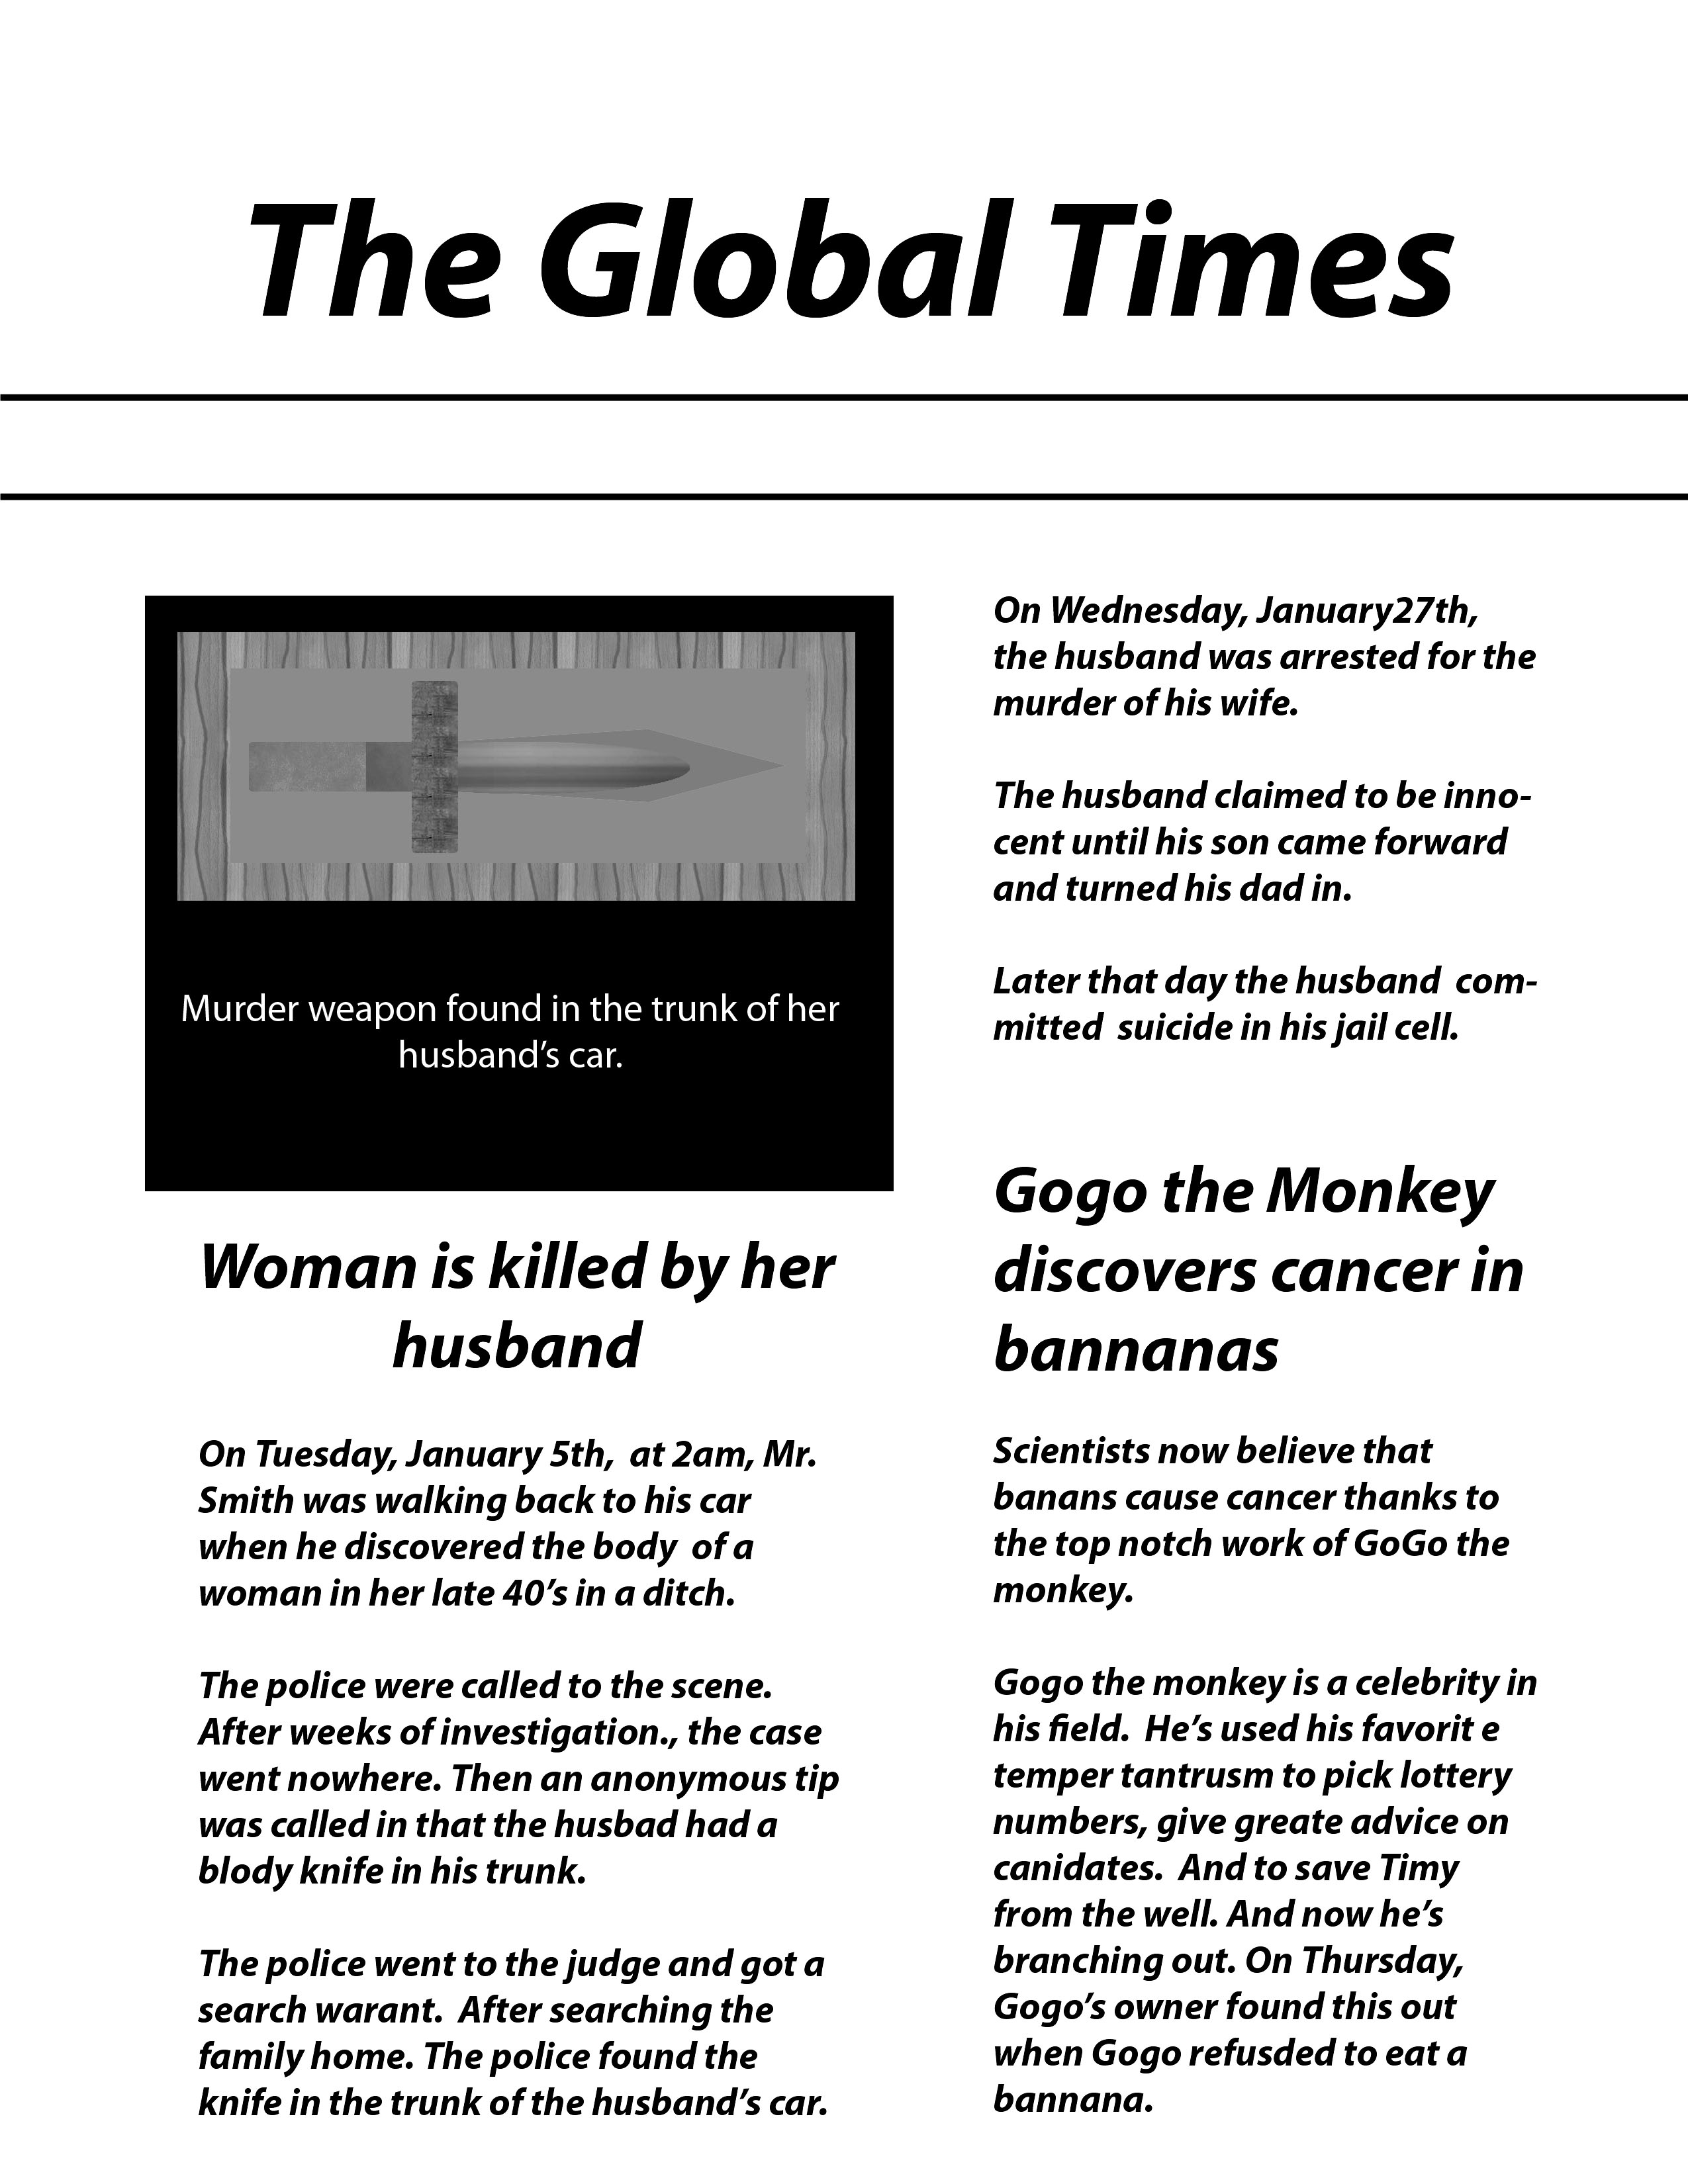 The Global Times
Murder weapon found in the trunk of her
husband's car.
Woman is killed by her
husband
On Tuesday, January 5th,  at 2am, Mr.
Smith was walking back to his car
when he discovered the body  of a
woman in her late 40's in a ditch.
The police were called to the scene.
After weeks of investigation., the case
went nowhere. Then an anonymous tip
was called in that the husbad had a
blody knife in his trunk.
The police went to the judge and got a
search warant.  After searching the
family home. The police found the
knife in the trunk of the husband's car.
On Wednesday, January27th,
the husband was arrested for the
murder of his wife.
The husband claimed to be inno-
cent until his son came forward
and turned his dad in.
Later that day the husband  com-
mitted  suicide in his jail cell.
Gogo the Monkey
discovers cancer in
bannanas
Scientists now believe that
banans cause cancer thanks to
the top notch work of GoGo the
monkey.
Gogo the monkey is a celebrity in
his field.  He's used his favorit e
temper tantrusm to pick lottery
numbers, give greate advice on
canidates.  And to save Timy
from the well. And now he's
branching out. On Thursday,
Gogo's owner found this out
when Gogo refusded to eat a
bannana.